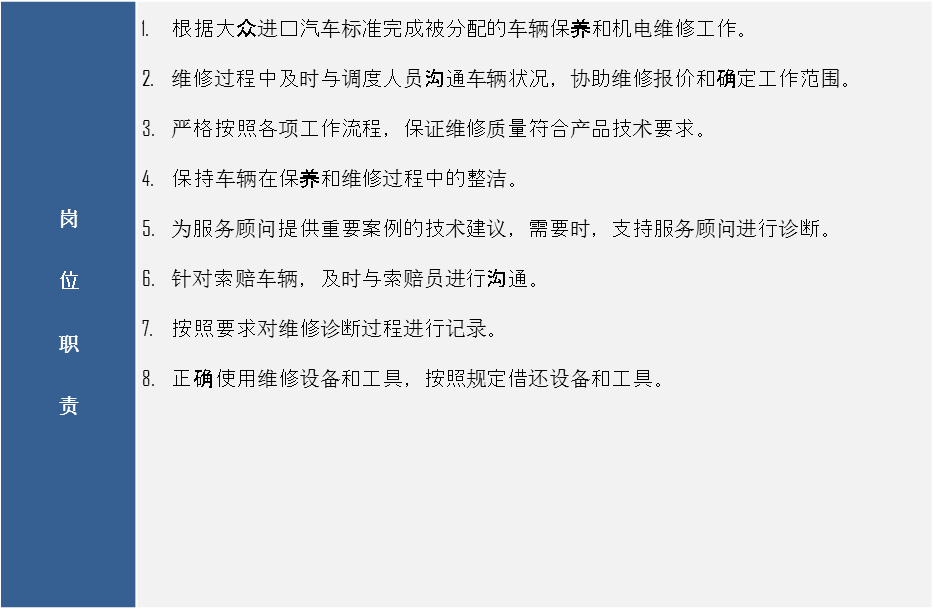 岗
位
职
责
1. 根据大众进口汽车标准完成被分配的车辆保养和机电维修工作。
2. 维修过程中及时与调度人员沟通车辆状况，协助维修报价和确定工作范围。
3. 严格按照各项工作流程，保证维修质量符合产品技术要求。
4. 保持车辆在保养和维修过程中的整洁。
5. 为服务顾问提供重要案例的技术建议，需要时，支持服务顾问进行诊断。
6. 针对索赔车辆，及时与索赔员进行沟通。
7. 按照要求对维修诊断过程进行记录。
8. 正确使用维修设备和工具，按照规定借还设备和工具。